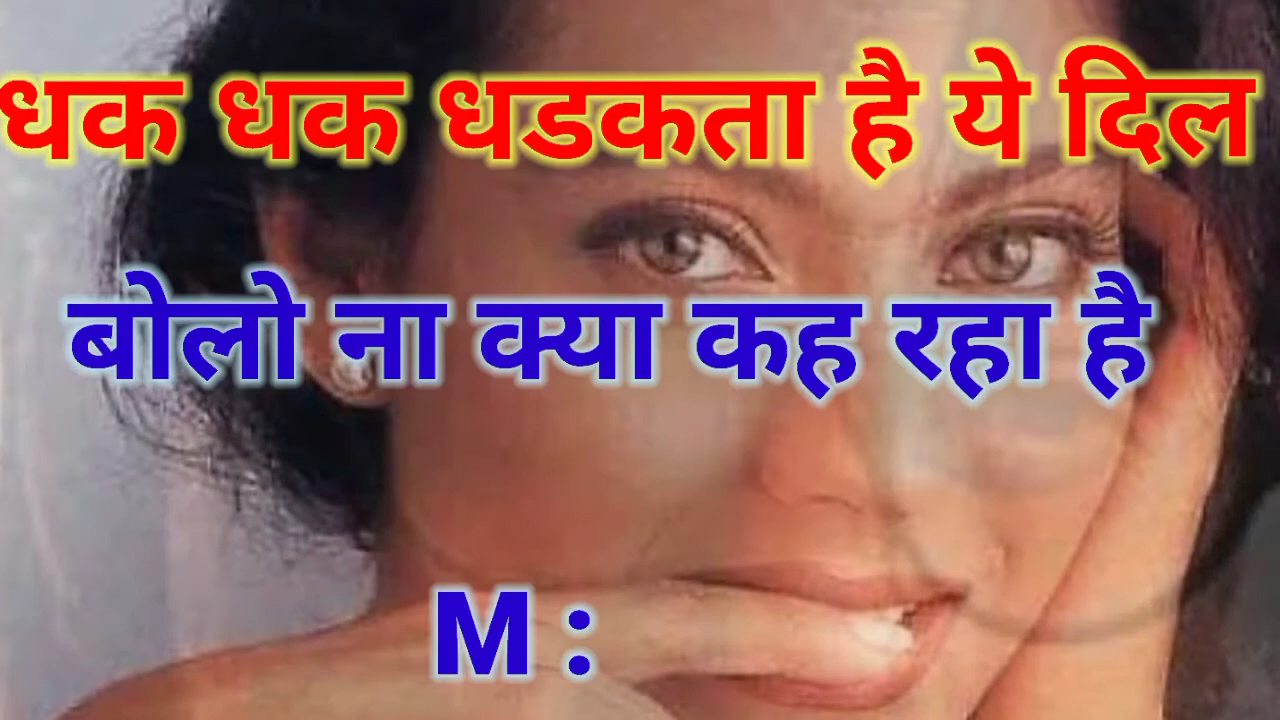 धक धक धडकता है ये दिल
बोलो ना क्या कह रहा है
M :